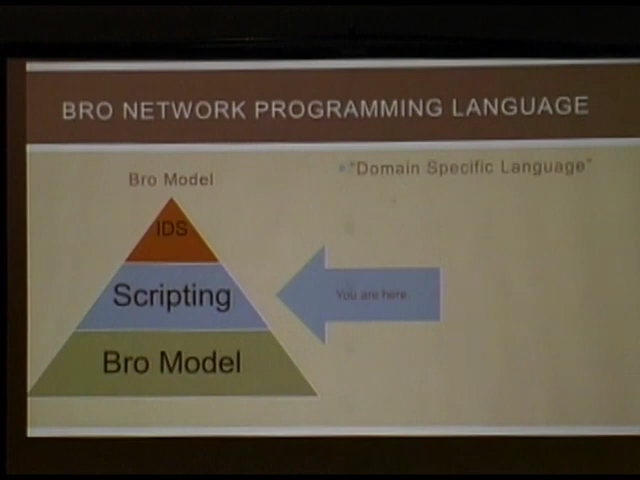 BRO NETWORK PROGRAMMING LANGUAGE
Bro Model
"Domain Specific Language"
IDS
Scripting
You are here.
Bro Model